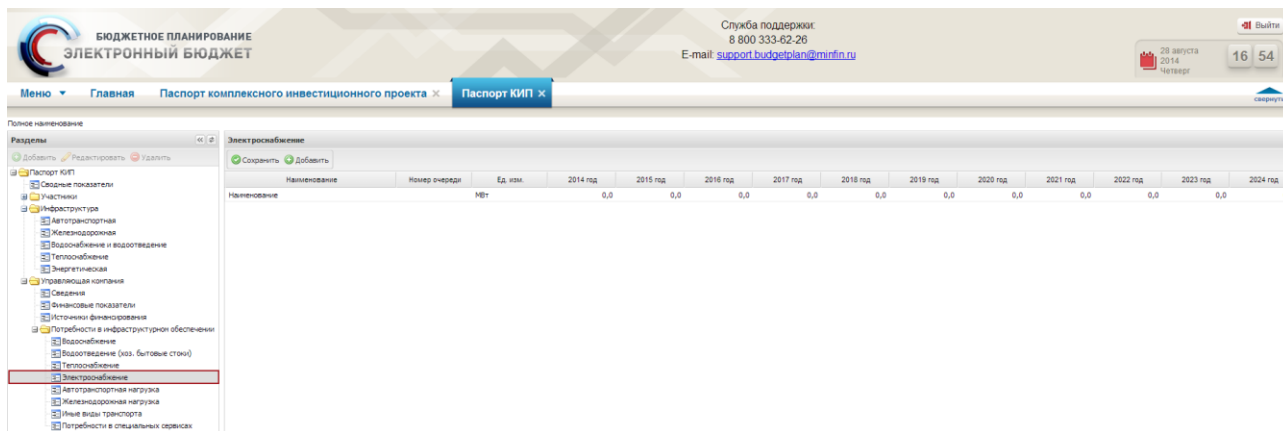 БЮДЖЕТНОЕ ПЛАНИРОВАНИЕ
ЭЛЕКТРОННЫЙ БЮДЖЕТ
Служба поддержки:
8 800 333-62-26
E-mail: support.budgetplan@minfin.ru
Выйти
28 августа
2014
Четверг
16 54
Меню Главная Паспорт комплексного инвестиционного проекта × Паспорт КИП ×
свернуть
Полное наименование
Разделы
Электроснабжение
Добавить Редактировать Удалить
Сохранить Добавить
Наименование Номер очереди Ед. изм. 2014 год 2015 год 2016 год 2017 год 2018 год 2019 год 2020 год 2021 год 2022 год 2023 год 2024 год
Наименование МВт 0,0 0,0 0,0 0,0 0,0 0,0 0,0 0,0 0,0 0,0
Паспорт КИП
Сводные показатели
Участники
Инфраструктура
Автотранспортная
Железнодорожная
Водоснабжение и водоотведение
Теплоснабжение
Энергетическая
Управляющая компания
Сведения
Финансовые показатели
Источники финансирования
Потребности в инфраструктурном обеспечении
Водоснабжение
Водоотведение (хоз. бытовые стоки)
Теплоснабжение
Электроснабжение
Автотранспортная нагрузка
Железнодорожная нагрузка
Иные виды транспорта
Потребности в специальных сервисах